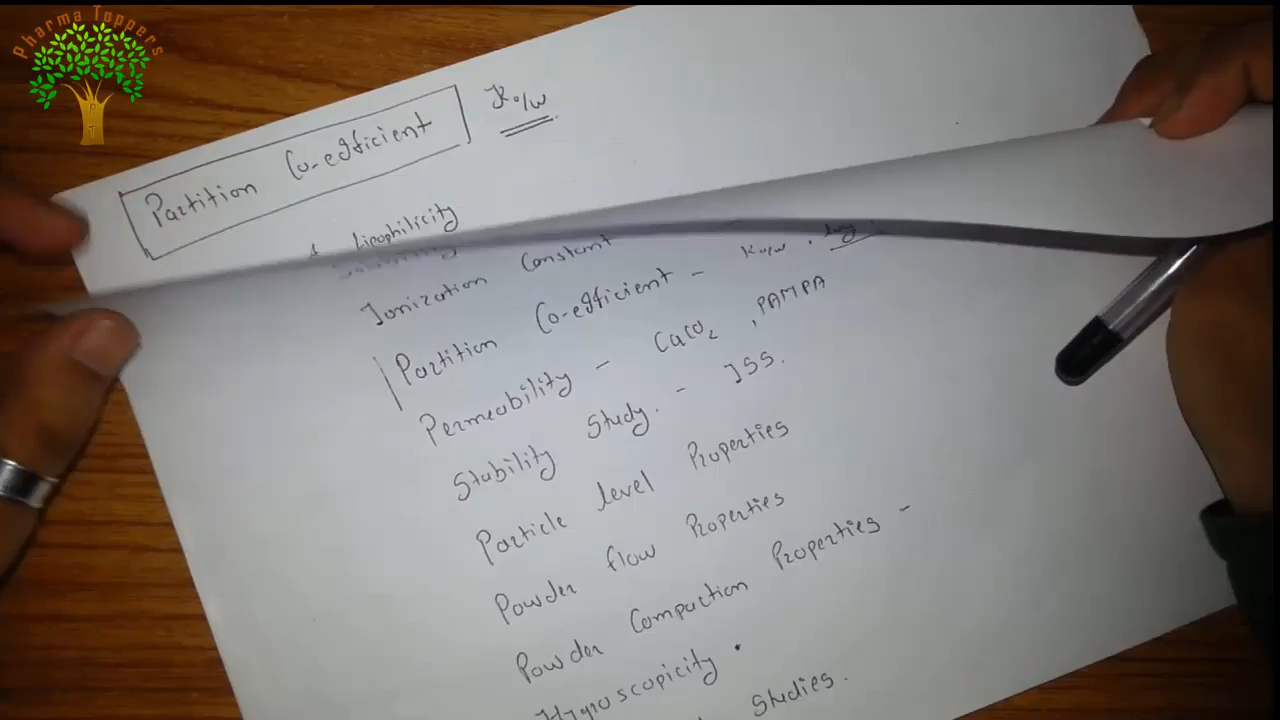 Pharma Toppers
P
T
Partition Co-efficient Ko/w
Lipophilicity
Ionization Constant
Partition Co-efficient - Ko/w,
Permeability - CaCO2, PAMPA
Stability Study. - ISS.
Particle level Properties
Powder flow Properties
Powder Compaction Properties -
Hygroscopicity
Studies.